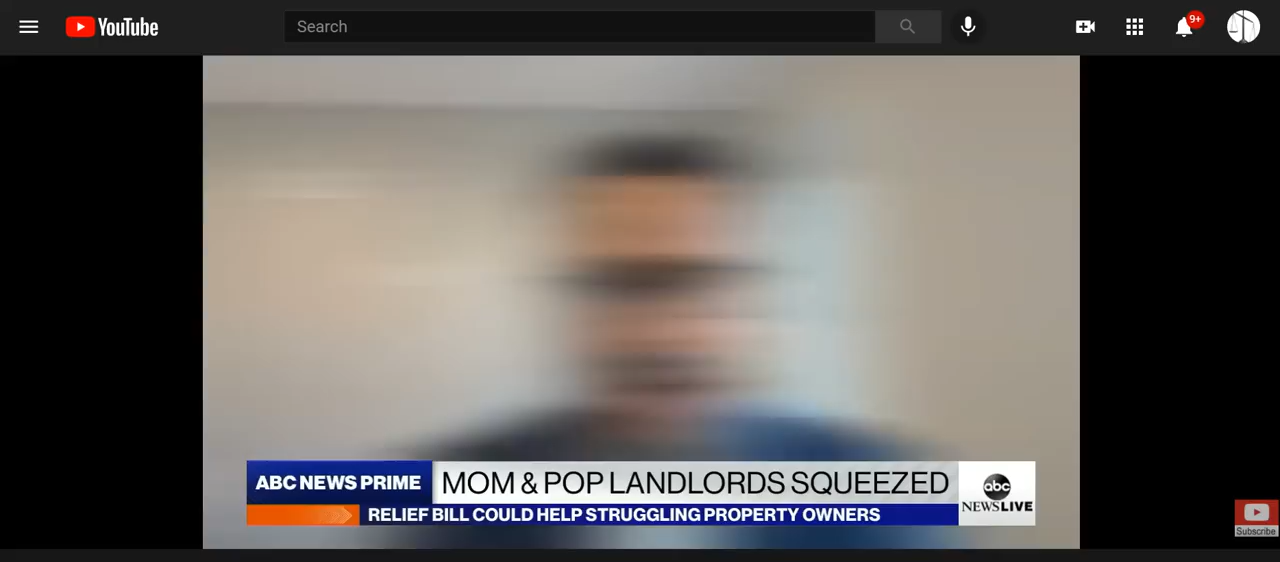 YouTube
Search
9+
ABC NEWS PRIME
MOM & POP LANDLORDS SQUEEZED
RELIEF BILL COULD HELP STRUGGLING PROPERTY OWNERS
abc
NEWSLIVE
Subscribe